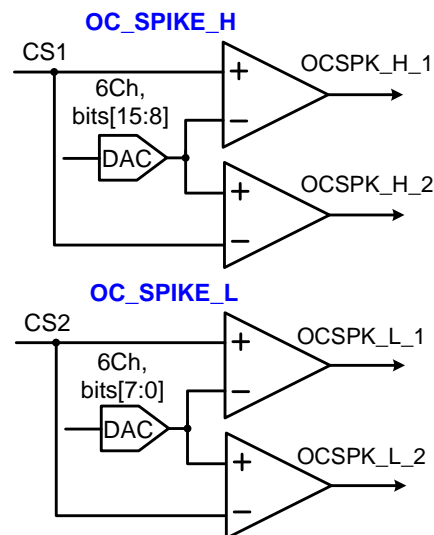 OC_SPIKE_H
CS1
OCSPK_H_1
6Ch,
bits[15:8]
+
−
DAC
OCSPK_H_2
+
−
OC_SPIKE_L
CS2
OCSPK_L_1
6Ch,
bits[7:0]
+
−
DAC
OCSPK_L_2
+
−